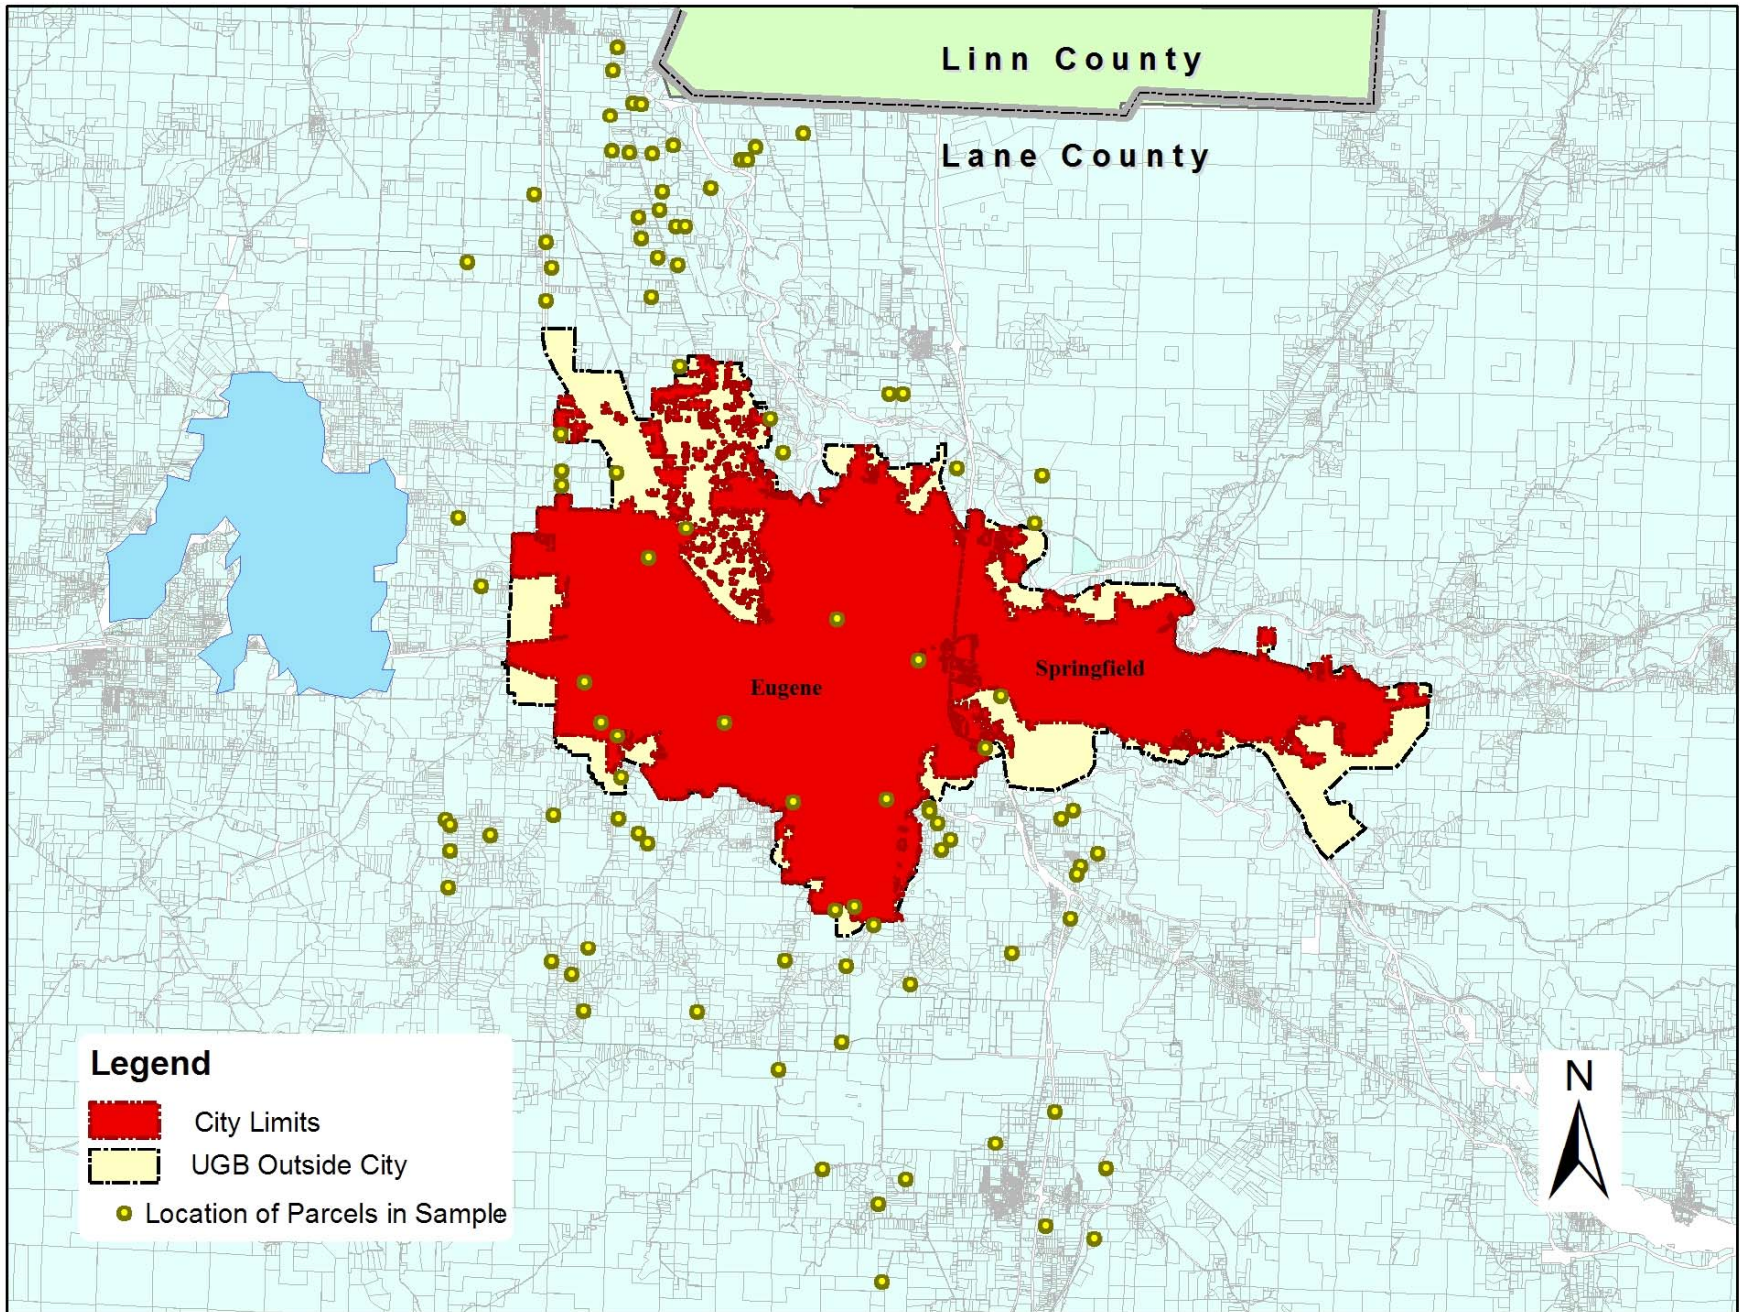 Linn County
Lane County
Springfield
Eugene
Legend
City Limits
UGB Outside City
Location of Parcels in Sample
N